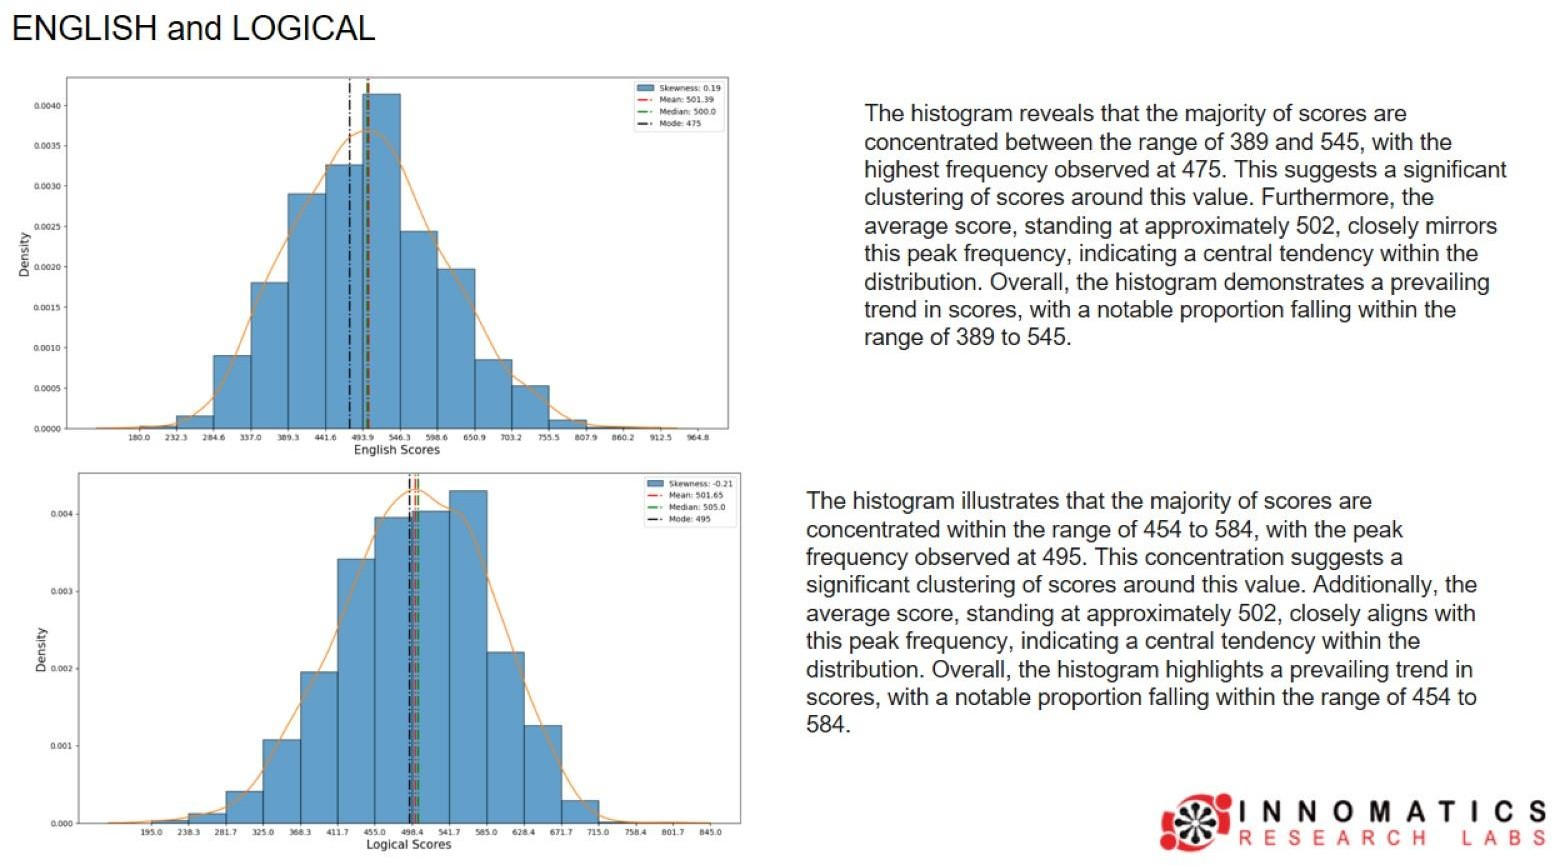 ENGLISH and LOGICAL
Skewness: 0.19
Mean: 501.39
Median: 500.0
Mode: 475
0.0040
0.0035
0.0030
0.0025
0.0020
0.0015
0.0010
0.0005
0.0000
Density
180.0 232.3 284.6 337.0 389.3 441.6 493.9 546.3 598.6 650.9 703.2 755.5 807.9 860.2 912.5 964.8
English Scores
The histogram reveals that the majority of scores are
concentrated between the range of 389 and 545, with the
highest frequency observed at 475. This suggests a significant
clustering of scores around this value. Furthermore, the
average score, standing at approximately 502, closely mirrors
this peak frequency, indicating a central tendency within the
distribution. Overall, the histogram demonstrates a prevailing
trend in scores, with a notable proportion falling within the
range of 389 to 545.
Skewness: -0.21
Mean: 501.65
Median: 505.0
Mode: 495
0.004
0.003
0.002
0.001
0.000
Density
195.0 238.3 281.7 325.0 368.3 411.7 455.0 498.4 541.7 585.0 628.4 671.7 715.0 758.4 801.7 845.0
Logical Scores
The histogram illustrates that the majority of scores are
concentrated within the range of 454 to 584, with the peak
frequency observed at 495. This concentration suggests a
significant clustering of scores around this value. Additionally, the
average score, standing at approximately 502, closely aligns with
this peak frequency, indicating a central tendency within the
distribution. Overall, the histogram highlights a prevailing trend in
scores, with a notable proportion falling within the range of 454 to
584.
INNOMATICS
RESEARCH LABS